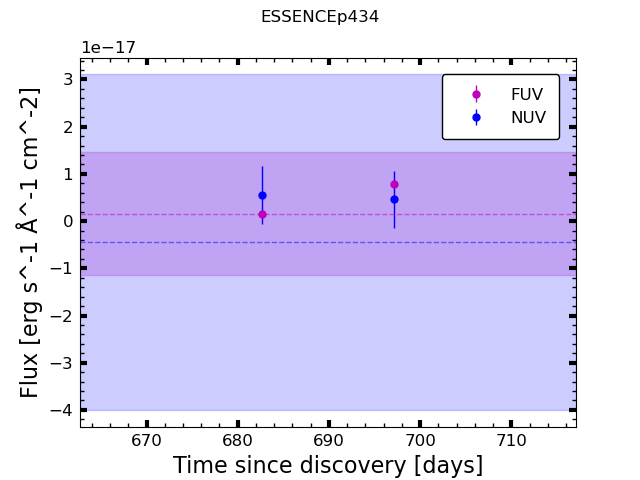 ESSENCEp434
1e−17
3
2
1
0
−1
−2
−3
−4
Flux [erg s^-1 Å^-1 cm^-2]
FUV
NUV
670
680
690
700
710
Time since discovery [days]